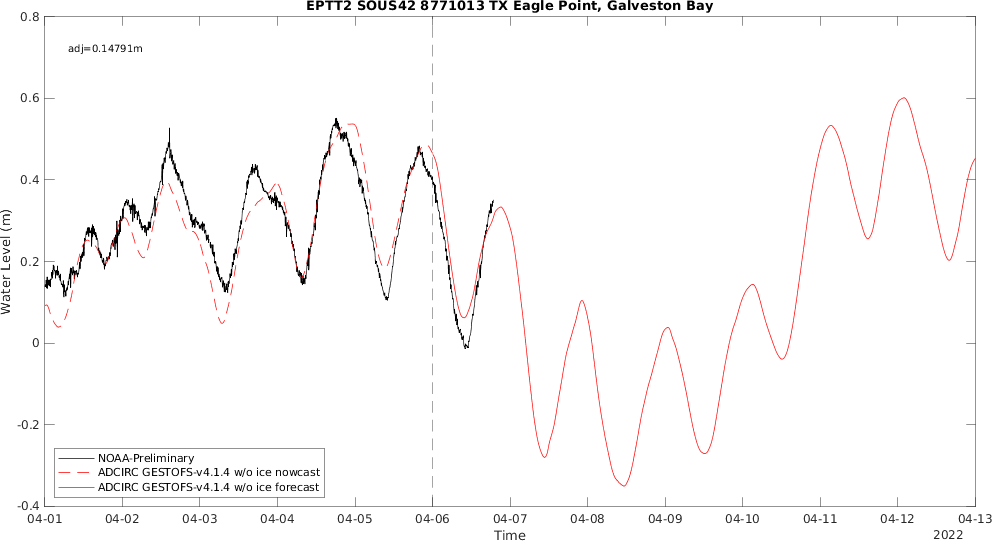 EPTT2 SOUS42 8771013 TX Eagle Point, Galveston Bay
0.8
adj=0.14791m
0.6
0.4
0.2
0
-0.2
-0.4
Water Level (m)
NOAA-Preliminary
ADCIRC GESTOFS-v4.1.4 w/o ice nowcast
ADCIRC GESTOFS-v4.1.4 w/o ice forecast
04-01 04-02 04-03 04-04 04-05 04-06 04-07 04-08 04-09 04-10 04-11 04-12 04-13
Time
2022